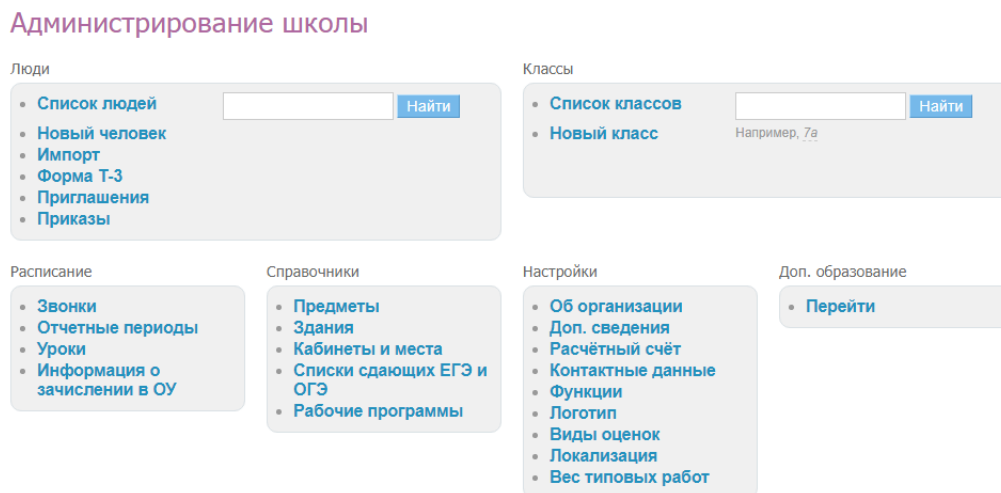 Администрирование школы
Люди
Список людей
Найти
Новый человек
Импорт
Форма Т-3
Приглашения
Приказы
Классы
Список классов
Найти
Новый класс
Например, 7а
Расписание
Звонки
Отчетные периоды
Уроки
Информация о
зачислении в ОУ
Справочники
Предметы
Здания
Кабинеты и места
Списки сдающих ЕГЭ и
ОГЭ
Рабочие программы
Настройки
Об организации
Доп. сведения
Расчётный счёт
Контактные данные
Функции
Логотип
Виды оценок
Локализация
Вес типовых работ
Доп. образование
Перейти